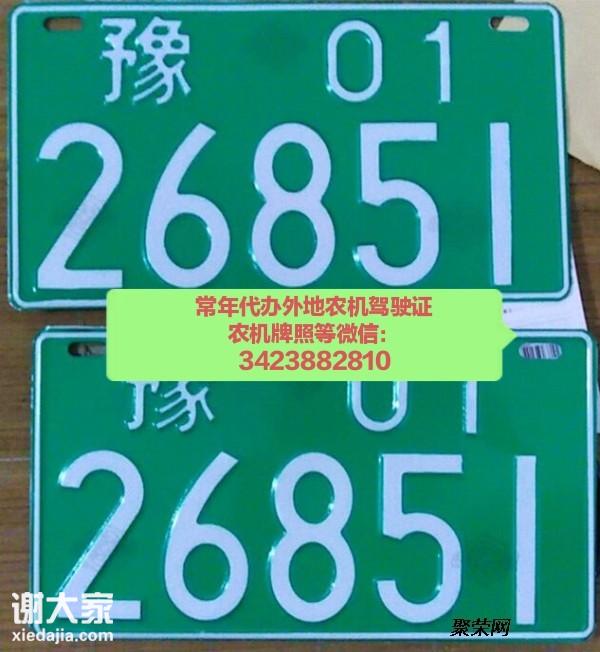 豫 01
26851
常年代办外地农机驾驶证
农机牌照等微信:
3423882810
豫 01
26851
谢大家
xiedajia.com
聚荣网